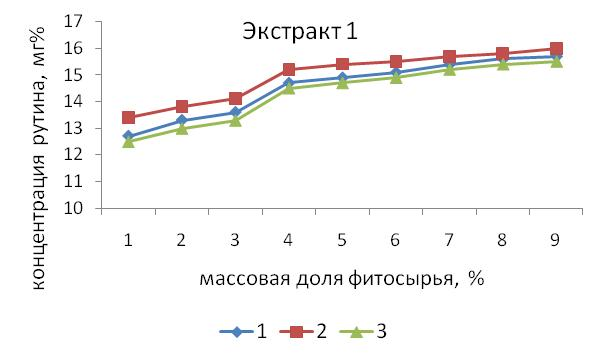 Экстракт 1
концентрация рутина, мг%
17
16
15
14
13
12
11
10
1 2 3 4 5 6 7 8 9
массовая доля фитосырья, %
1 2 3